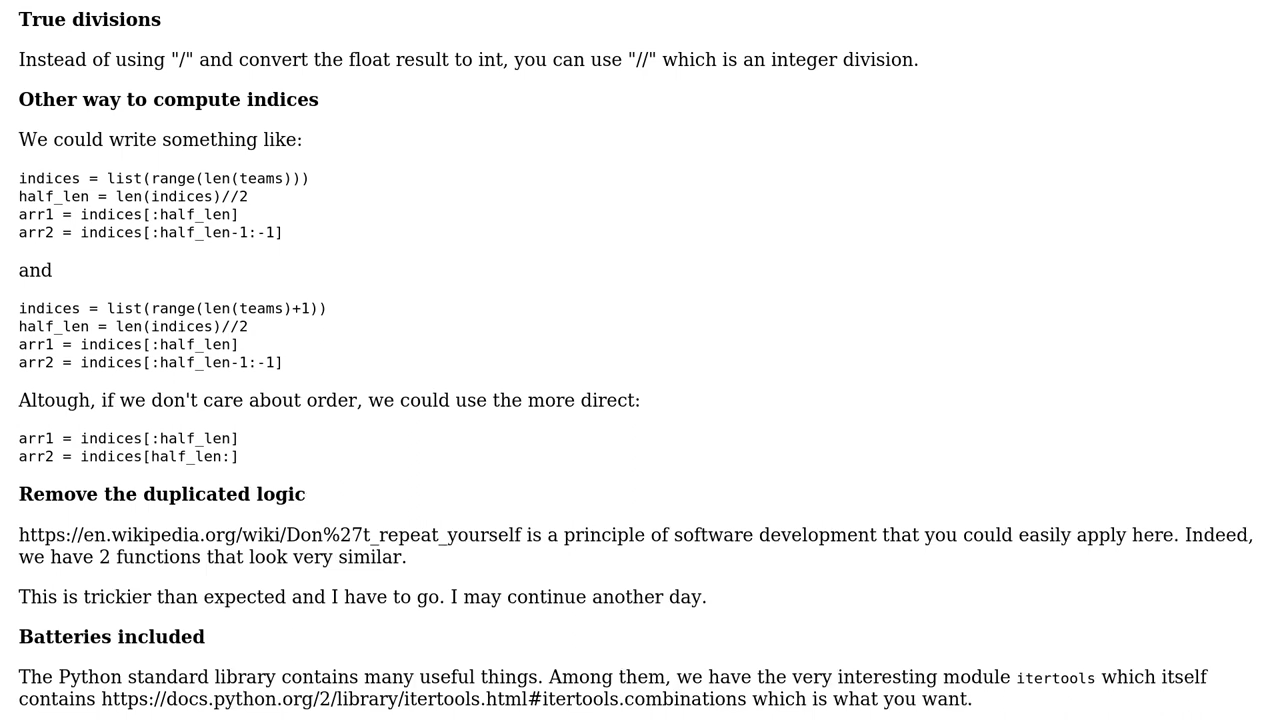 True divisions
Instead of using "/" and convert the float result to int, you can use "//" which is an integer division.
Other way to compute indices
We could write something like:
indices = list(range(len(teams)))
half_len = len(indices)//2
arr1 = indices[:half_len]
arr2 = indices[:half_len-1:-1]
and
indices = list(range(len(teams)+1))
half_len = len(indices)//2
arr1 = indices[:half_len]
arr2 = indices[:half_len-1:-1]
Altough, if we don't care about order, we could use the more direct:
arr1 = indices[:half_len]
arr2 = indices[half_len:]
Remove the duplicated logic
https://en.wikipedia.org/wiki/Don%27t_repeat_yourself is a principle of software development that you could easily apply here. Indeed,
we have 2 functions that look very similar.
This is trickier than expected and I have to go. I may continue another day.
Batteries included
The Python standard library contains many useful things. Among them, we have the very interesting module itertools which itself
contains https://docs.python.org/2/library/itertools.html#itertools.combinations which is what you want.